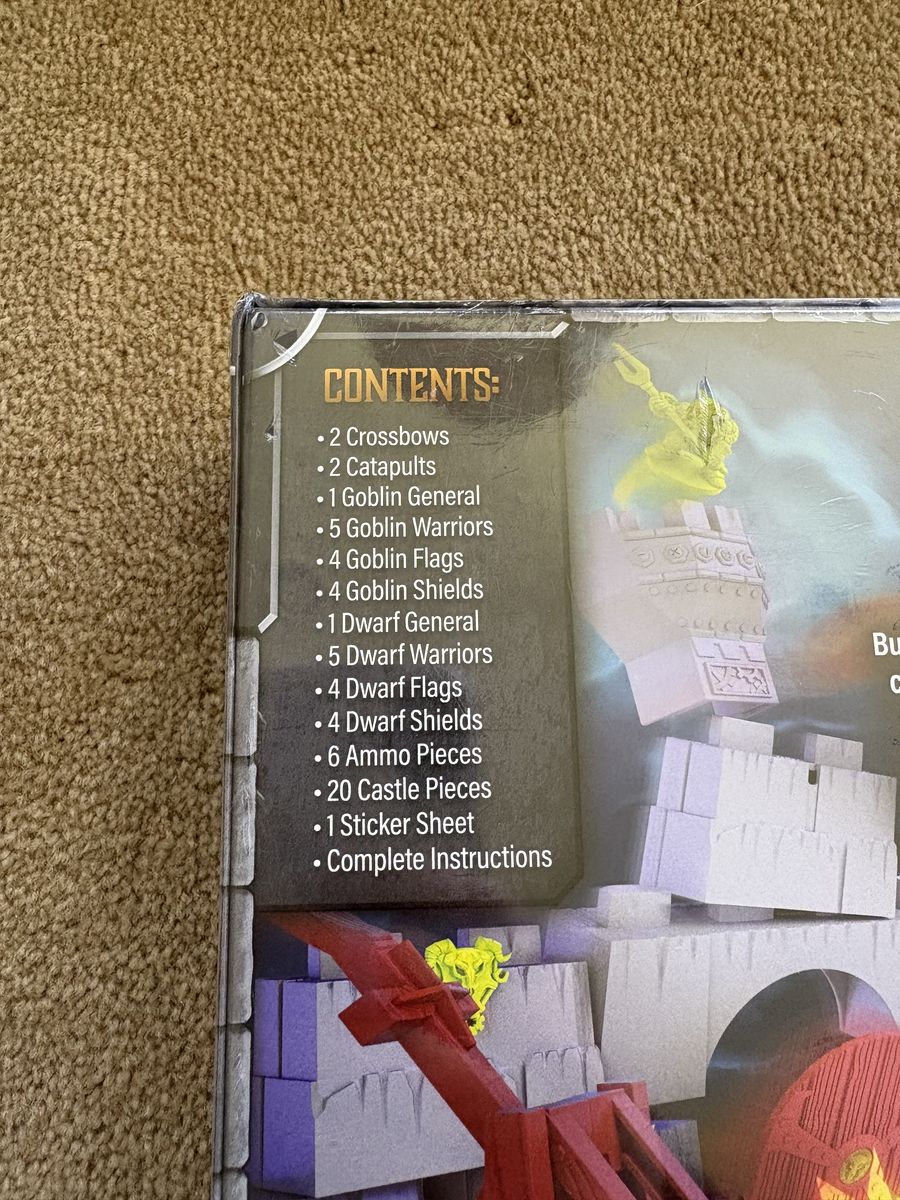 CONTENTS:
• 2 Crossbows
• 2 Catapults
• 1 Goblin General
• 5 Goblin Warriors
• 4 Goblin Flags
• 4 Goblin Shields
• 1 Dwarf General
• 5 Dwarf Warriors
• 4 Dwarf Flags
• 4 Dwarf Shields
• 6 Ammo Pieces
• 20 Castle Pieces
• 1 Sticker Sheet
• Complete Instructions